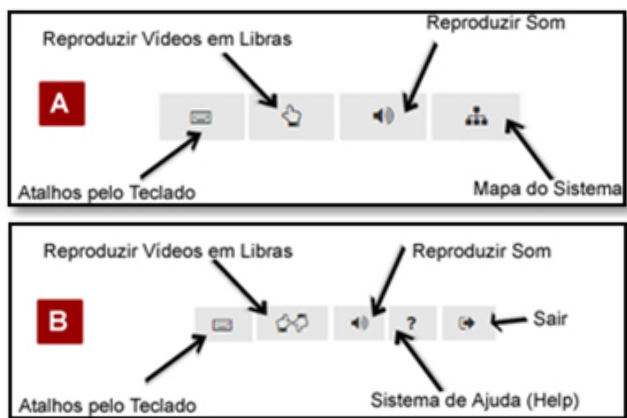 Reproduzir Vídeos em Libras
Reproduzir Som
A
Atalhos pelo Teclado
Mapa do Sistema
Reproduzir Vídeos em Libras
Reproduzir Som
B
?
Sair
Atalhos pelo Teclado
Sistema de Ajuda (Help)